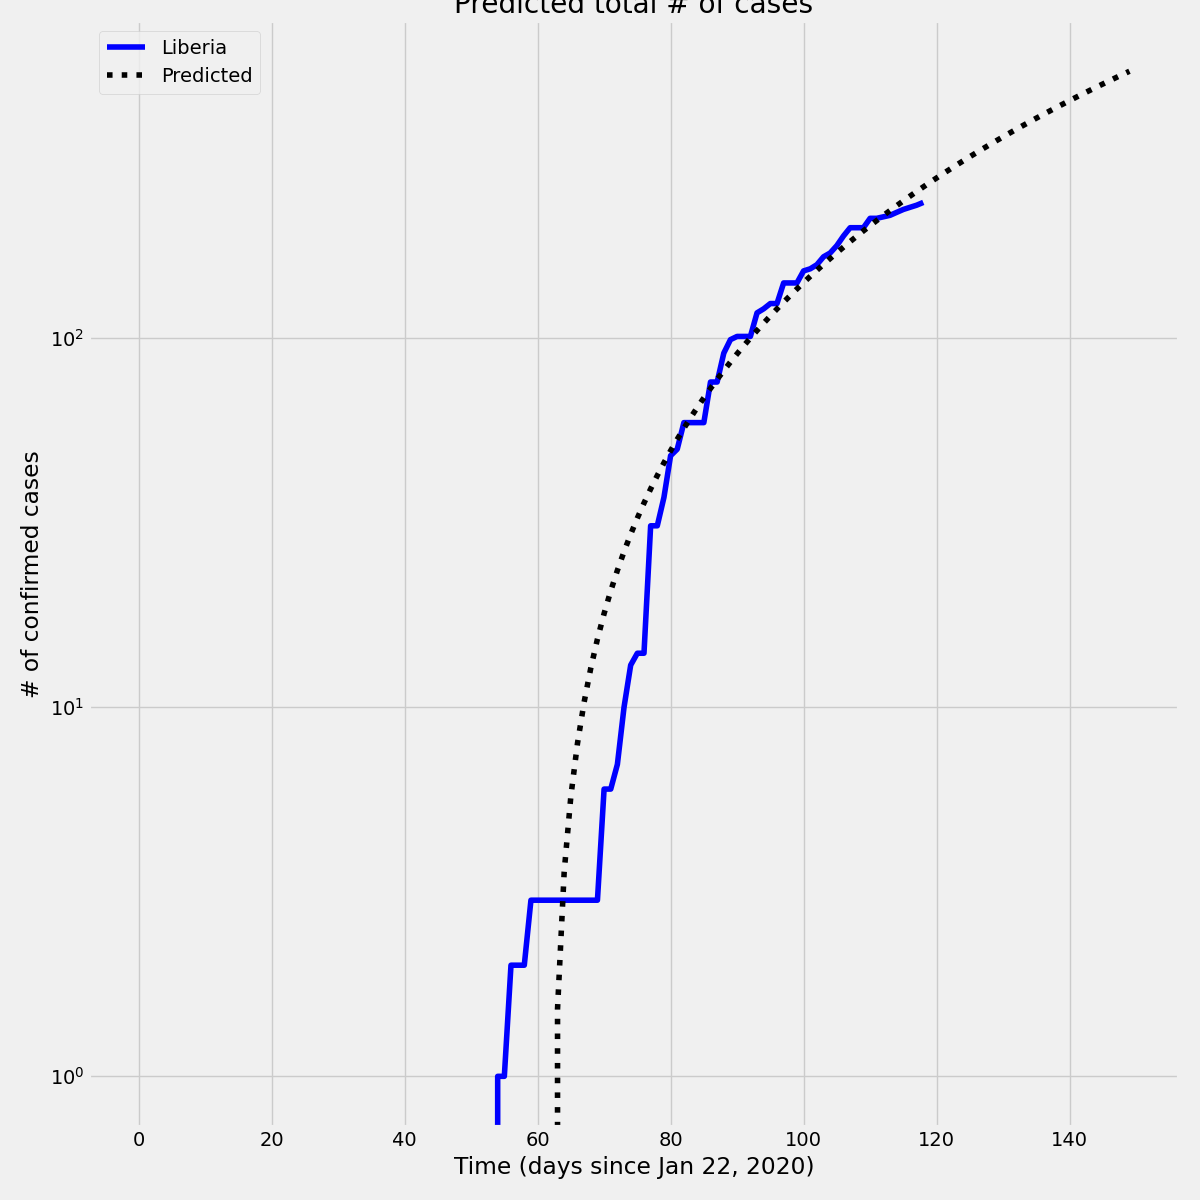 Predicted total # of cases
Liberia
Predicted
10²
10¹
10⁰
# of confirmed cases
0 20 40 60 80 100 120 140
Time (days since Jan 22, 2020)